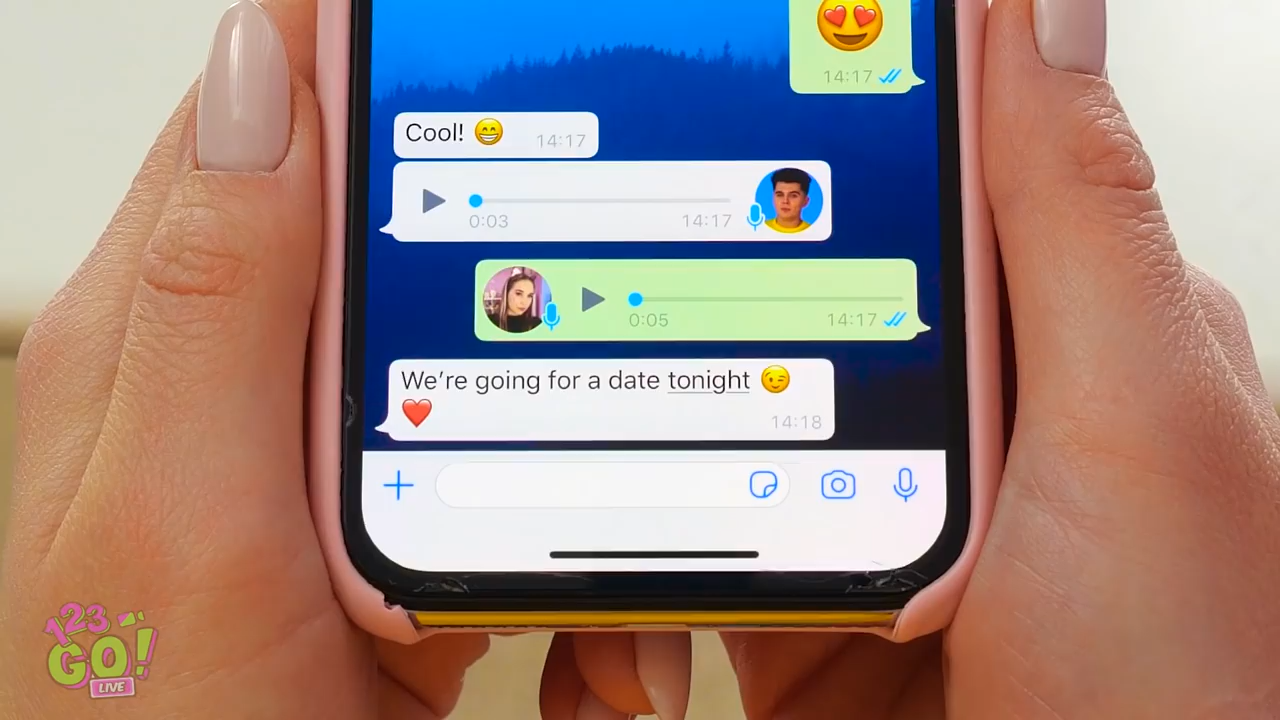 14:17
Cool! 😁 14:17
0:03 14:17
0:05 14:17
We're going for a date tonight 😉
❤️ 14:18
123
GO!
LIVE